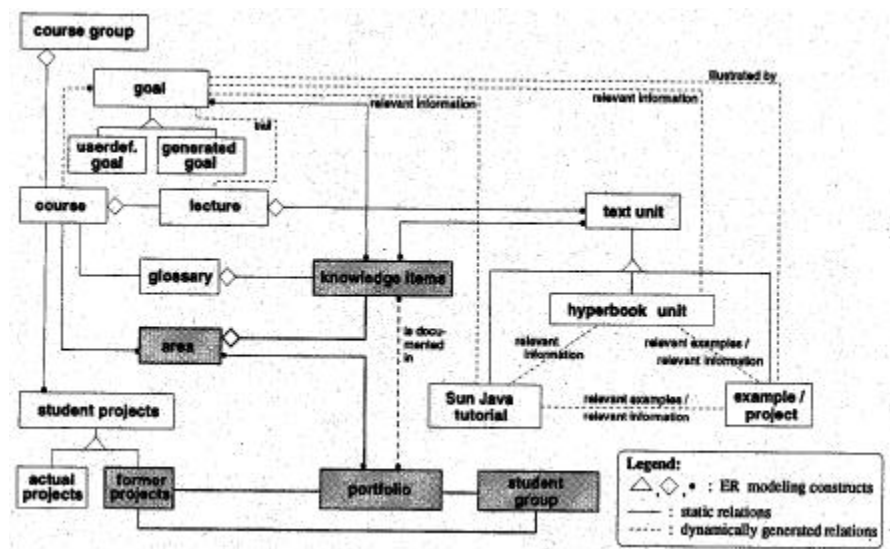 course group
goal
illustrated by
relevant information
relevant information
trail
userdef.
goal
generated
goal
course
lecture
text unit
glossary
knowledge items
hyperbook unit
is docu-
mented
in
area
relevant
information
relevant examples /
relevant information
student projects
Sun Java
tutorial
relevant examples /
relevant information
example /
project
actual
projects
former
projects
portfolio
student
group
Legend:
: ER modeling constructs
: static relations
: dynamically generated relations